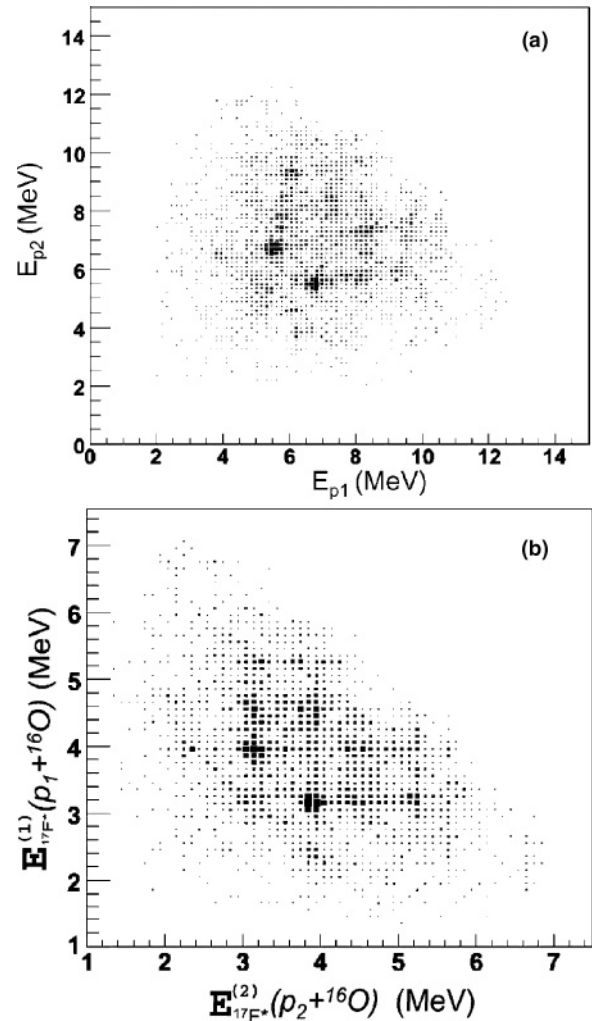 14
(a)
12
10
8
6
4
2
0
E_p2 (MeV)
0 2 4 6 8 10 12 14
E_p1 (MeV)
7
(b)
6
5
4
3
2
1
E^(1)_17F*(p_1+^16O) (MeV)
1 2 3 4 5 6 7
E^(2)_17F*(p_2+^16O) (MeV)